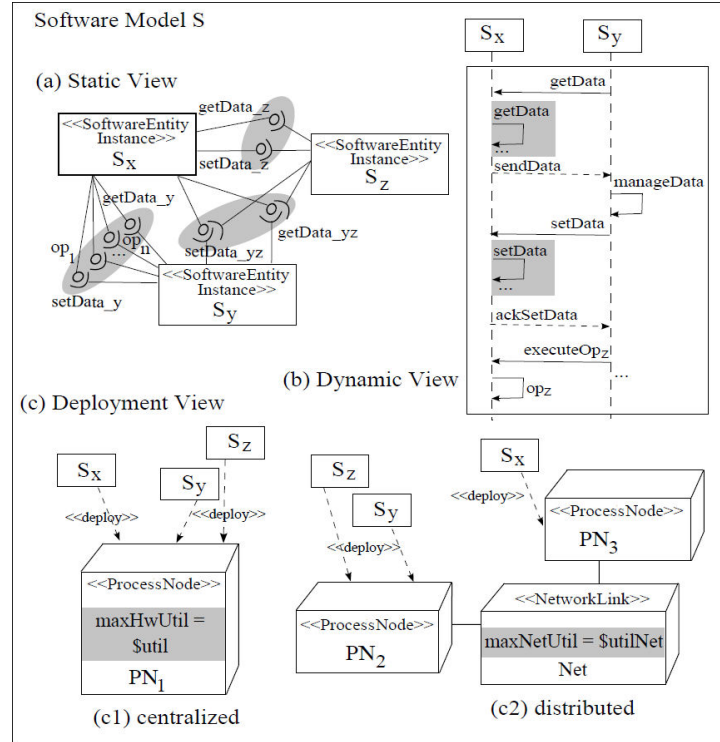 Software Model S
(a) Static View
<<SoftwareEntity
Instance>>
Sx
getData_z
setData_z
<<SoftwareEntity
Instance>>
Sz
getData_y
op1
...
opn
setData_y
setData_yz
getData_yz
<<SoftwareEntity
Instance>>
Sy
Sx
Sy
getData
getData
...
sendData
manageData
setData
setData
...
ackSetData
executeOpz
...
opz
(b) Dynamic View
(c) Deployment View
Sx
Sy
Sz
<<deploy>>
<<deploy>>
<<ProcessNode>>
maxHwUtil =
$util
PN1
(c1) centralized
Sz
Sy
<<deploy>>
Sx
<<deploy>>
<<ProcessNode>>
PN3
<<ProcessNode>>
PN2
<<NetworkLink>>
maxNetUtil = $utilNet
Net
(c2) distributed